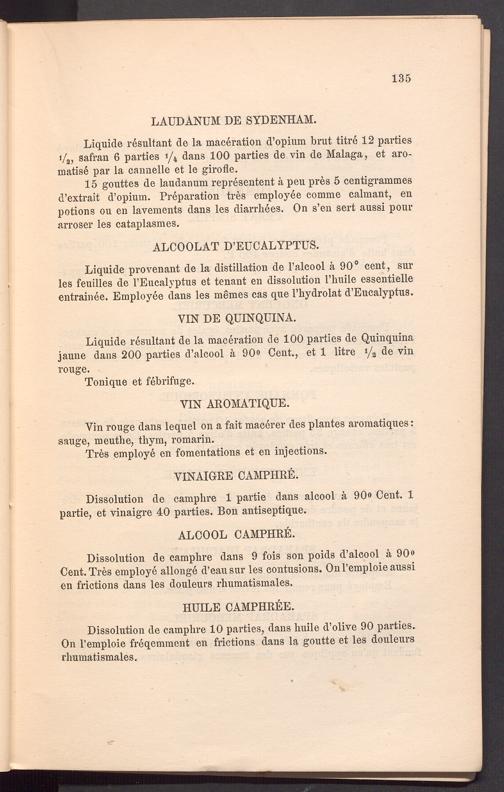 135
LAUDANUM DE SYDENHAM.
Liquide résultant de la macération d'opium brut titré 12 parties
1/2, safran 6 parties 1/4 dans 100 parties de vin de Malaga, et aro-
matisé par la cannelle et le girofle.
15 gouttes de laudanum représentent à peu près 5 centigrammes
d'extrait d'opium. Préparation très employée comme calmant, en
potions ou en lavements dans les diarrhées. On s'en sert aussi pour
arroser les cataplasmes.
ALCOOLAT D'EUCALYPTUS.
Liquide provenant de la distillation de l'alcool à 90° cent, sur
les feuilles de l'Eucalyptus et tenant en dissolution l'huile essentielle
entrainée. Employée dans les mêmes cas que l'hydrolat d'Eucalyptus.
VIN DE QUINQUINA.
Liquide résultant de la macération de 100 parties de Quinquina
jaune dans 200 parties d'alcool à 90º Cent., et 1 litre 1/2 de vin
rouge.
Tonique et fébrifuge.
VIN AROMATIQUE.
Vin rouge dans lequel on a fait macérer des plantes aromatiques:
sauge, menthe, thym, romarin.
Très employé en fomentations et en injections.
VINAIGRE CAMPHRÉ.
Dissolution de camphre 1 partie dans alcool à 90º Cent. 1
partie, et vinaigre 40 parties. Bon antiseptique.
ALCOOL CAMPHRÉ.
Dissolution de camphre dans 9 fois son poids d'alcool à 90º
Cent. Très employé allongé d'eau sur les contusions. On l'emploie aussi
en frictions dans les douleurs rhumatismales.
HUILE CAMPHRÉE.
Dissolution de camphre 10 parties, dans huile d'olive 90 parties.
On l'emploie fréqemment en frictions dans la goutte et les douleurs
rhumatismales.